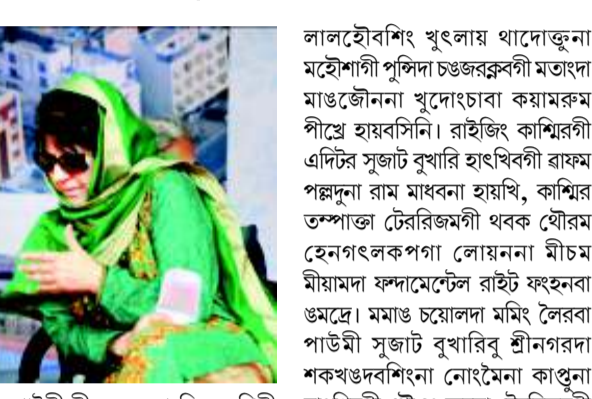 লালহৌবশিং খুৎলায় থাদোক্তুনা
মহৌশাগী পুন্সিদা চঙজরক্নবগী মতাংদা
মাঙজৌননা খুদোংচাবা কয়ামরুম
পীখ্রে হায়বসিনি। রাইজিং কাশ্মিরগী
এদিটর সুজাট বুখারি হাৎখিবগী ৱাফম
পল্লদুনা রাম মাধবনা হায়খি, কাশ্মির
তম্পাক্তা টেররিজমগী থবক থৌরম
হেনগৎলকপগা লোয়ননা মীচম
মীয়ামদা ফন্দামেন্টেল রাইট ফংহনবা
ঙমদ্রে। মমাঙ চয়োলদা মমিং লৈরবা
পাউমী সুজাট বুখারিবু শ্রীনগরদা
শকখঙদবশিংনা নোংমৈনা কাপ্তুনা